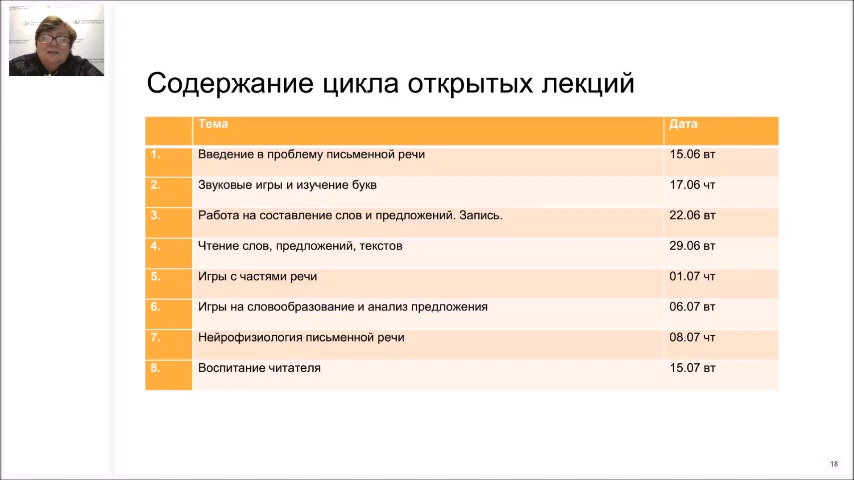 Содержание цикла открытых лекций
Тема Дата
1. Введение в проблему письменной речи 15.06 вт
2. Звуковые игры и изучение букв 17.06 чт
3. Работа на составление слов и предложений. Запись. 22.06 вт
4. Чтение слов, предложений, текстов 29.06 вт
5. Игры с частями речи 01.07 чт
6. Игры на словообразование и анализ предложения 06.07 вт
7. Нейрофизиология письменной речи 08.07 чт
8. Воспитание читателя 15.07 вт
18